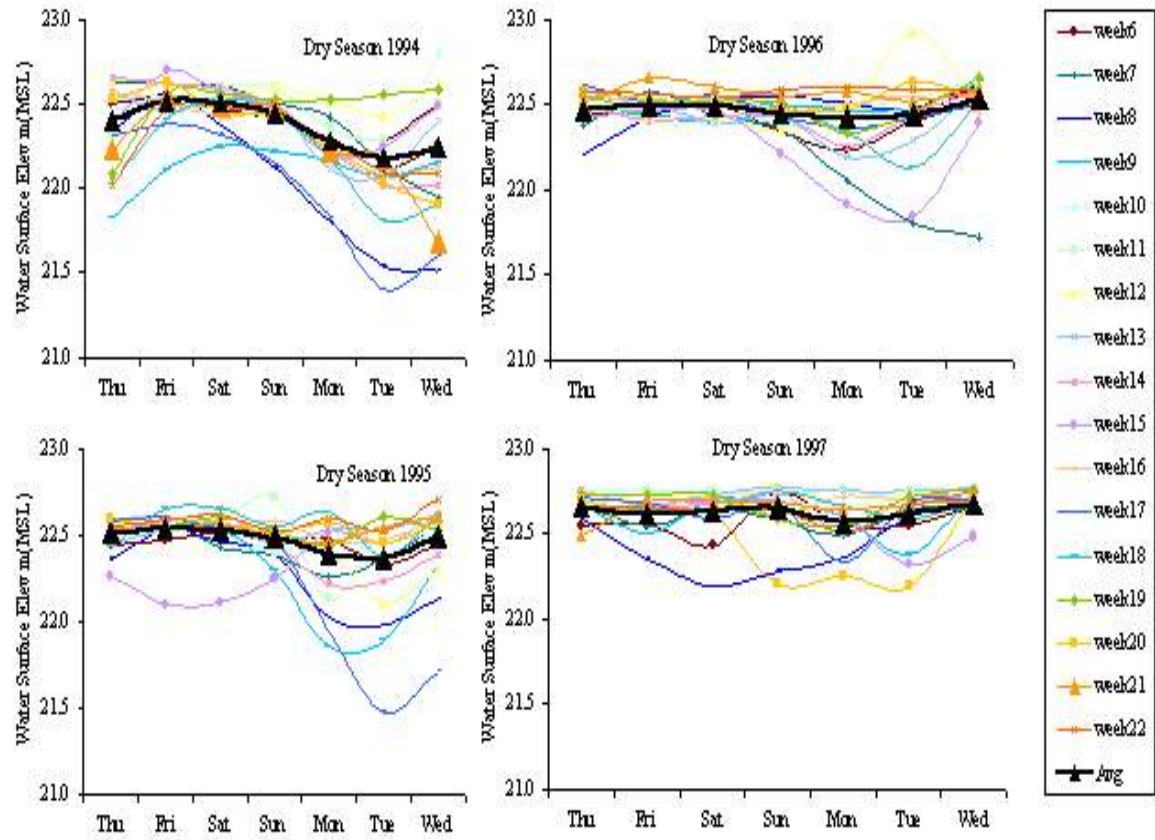 Water Surface Elev m(MSL)
23.0
22.5
22.0
21.5
21.0
Dry Season 1994
Thu Fri Sat Sun Mon Tue Wed
Water Surface Elev m(MSL)
23.0
22.5
22.0
21.5
21.0
Dry Season 1996
Thu Fri Sat Sun Mon Tue Wed
Water Surface Elev m(MSL)
23.0
22.5
22.0
21.5
21.0
Dry Season 1995
Thu Fri Sat Sun Mon Tue Wed
Water Surface Elev m(MSL)
23.0
22.5
22.0
21.5
21.0
Dry Season 1997
Thu Fri Sat Sun Mon Tue Wed
week6
week7
week8
week9
week10
week11
week12
week13
week14
week15
week16
week17
week18
week19
week20
week21
week22
Avg